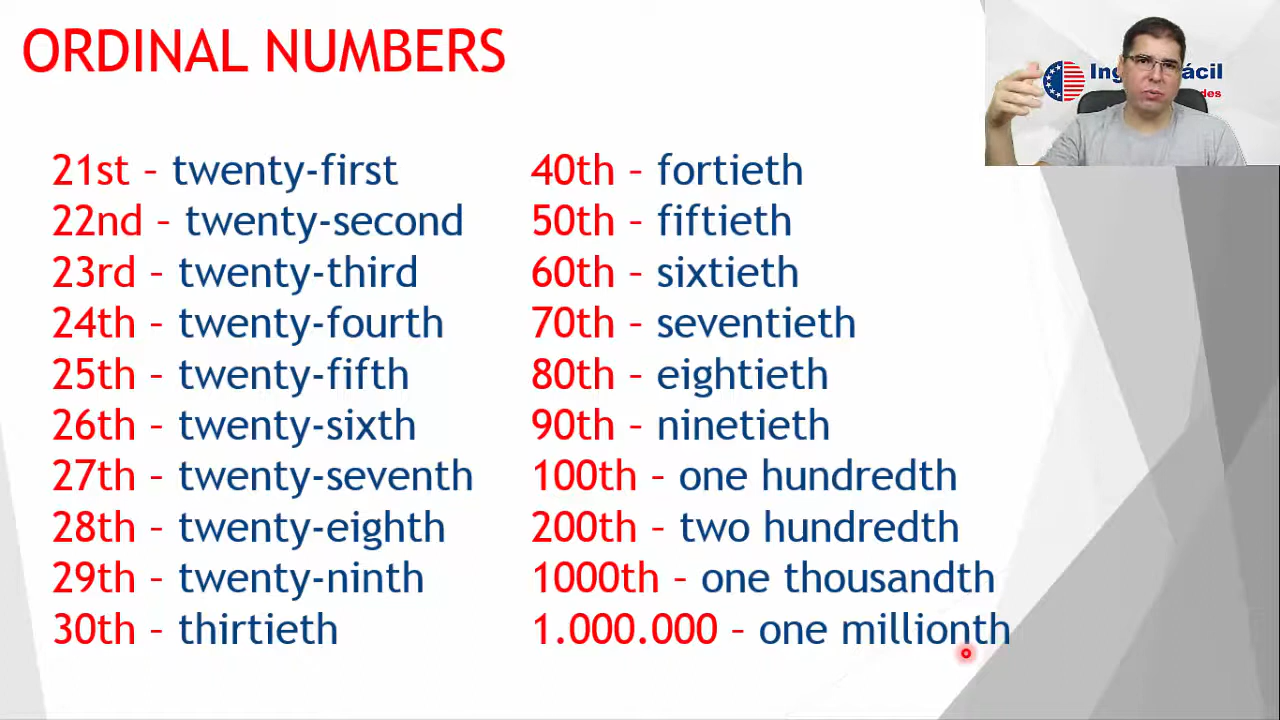 ORDINAL NUMBERS
21st – twenty-first
22nd – twenty-second
23rd – twenty-third
24th – twenty-fourth
25th – twenty-fifth
26th – twenty-sixth
27th – twenty-seventh
28th – twenty-eighth
29th – twenty-ninth
30th – thirtieth
40th – fortieth
50th – fiftieth
60th – sixtieth
70th – seventieth
80th – eightieth
90th – ninetieth
100th – one hundredth
200th – two hundredth
1000th – one thousandth
1.000.000 – one millionth